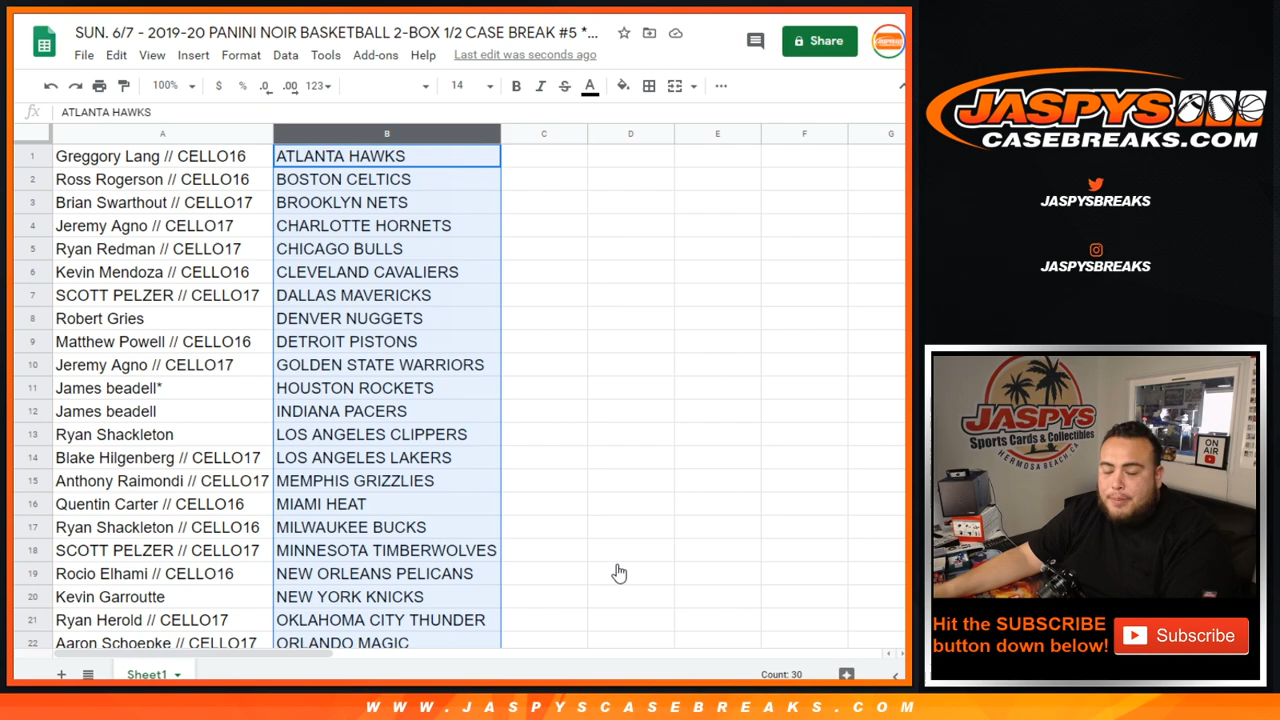 SUN. 6/7 - 2019-20 PANINI NOIR BASKETBALL 2-BOX 1/2 CASE BREAK #5 *...
File Edit View Insert Format Data Tools Add-ons Help Last edit was seconds ago
Share
100% $ % .0 .00 123 14 B I S A
fx ATLANTA HAWKS
A B C D E F G
1 Greggory Lang // CELLO16 ATLANTA HAWKS
2 Ross Rogerson // CELLO16 BOSTON CELTICS
3 Brian Swarthout // CELLO17 BROOKLYN NETS
4 Jeremy Agno // CELLO17 CHARLOTTE HORNETS
5 Ryan Redman // CELLO17 CHICAGO BULLS
6 Kevin Mendoza // CELLO16 CLEVELAND CAVALIERS
7 SCOTT PELZER // CELLO17 DALLAS MAVERICKS
8 Robert Gries DENVER NUGGETS
9 Matthew Powell // CELLO16 DETROIT PISTONS
10 Jeremy Agno // CELLO17 GOLDEN STATE WARRIORS
11 James beadell* HOUSTON ROCKETS
12 James beadell INDIANA PACERS
13 Ryan Shackleton LOS ANGELES CLIPPERS
14 Blake Hilgenberg // CELLO17 LOS ANGELES LAKERS
15 Anthony Raimondi // CELLO17 MEMPHIS GRIZZLIES
16 Quentin Carter // CELLO16 MIAMI HEAT
17 Ryan Shackleton // CELLO16 MILWAUKEE BUCKS
18 SCOTT PELZER // CELLO17 MINNESOTA TIMBERWOLVES
19 Rocio Elhami // CELLO16 NEW ORLEANS PELICANS
20 Kevin Garroutte NEW YORK KNICKS
21 Ryan Herold // CELLO17 OKLAHOMA CITY THUNDER
22 Aaron Schoepke // CELLO17 ORLANDO MAGIC
Sheet1
Count: 30
JASPYS
CASEBREAKS.COM
JASPYSBREAKS
JASPYSBREAKS
JASPYS
Sports Cards & Collectibles
HERMOSA BEACH, CA
ON
AIR
Hit the SUBSCRIBE
button down below!
Subscribe
WWW.JASPYSCASEBREAKS.COM